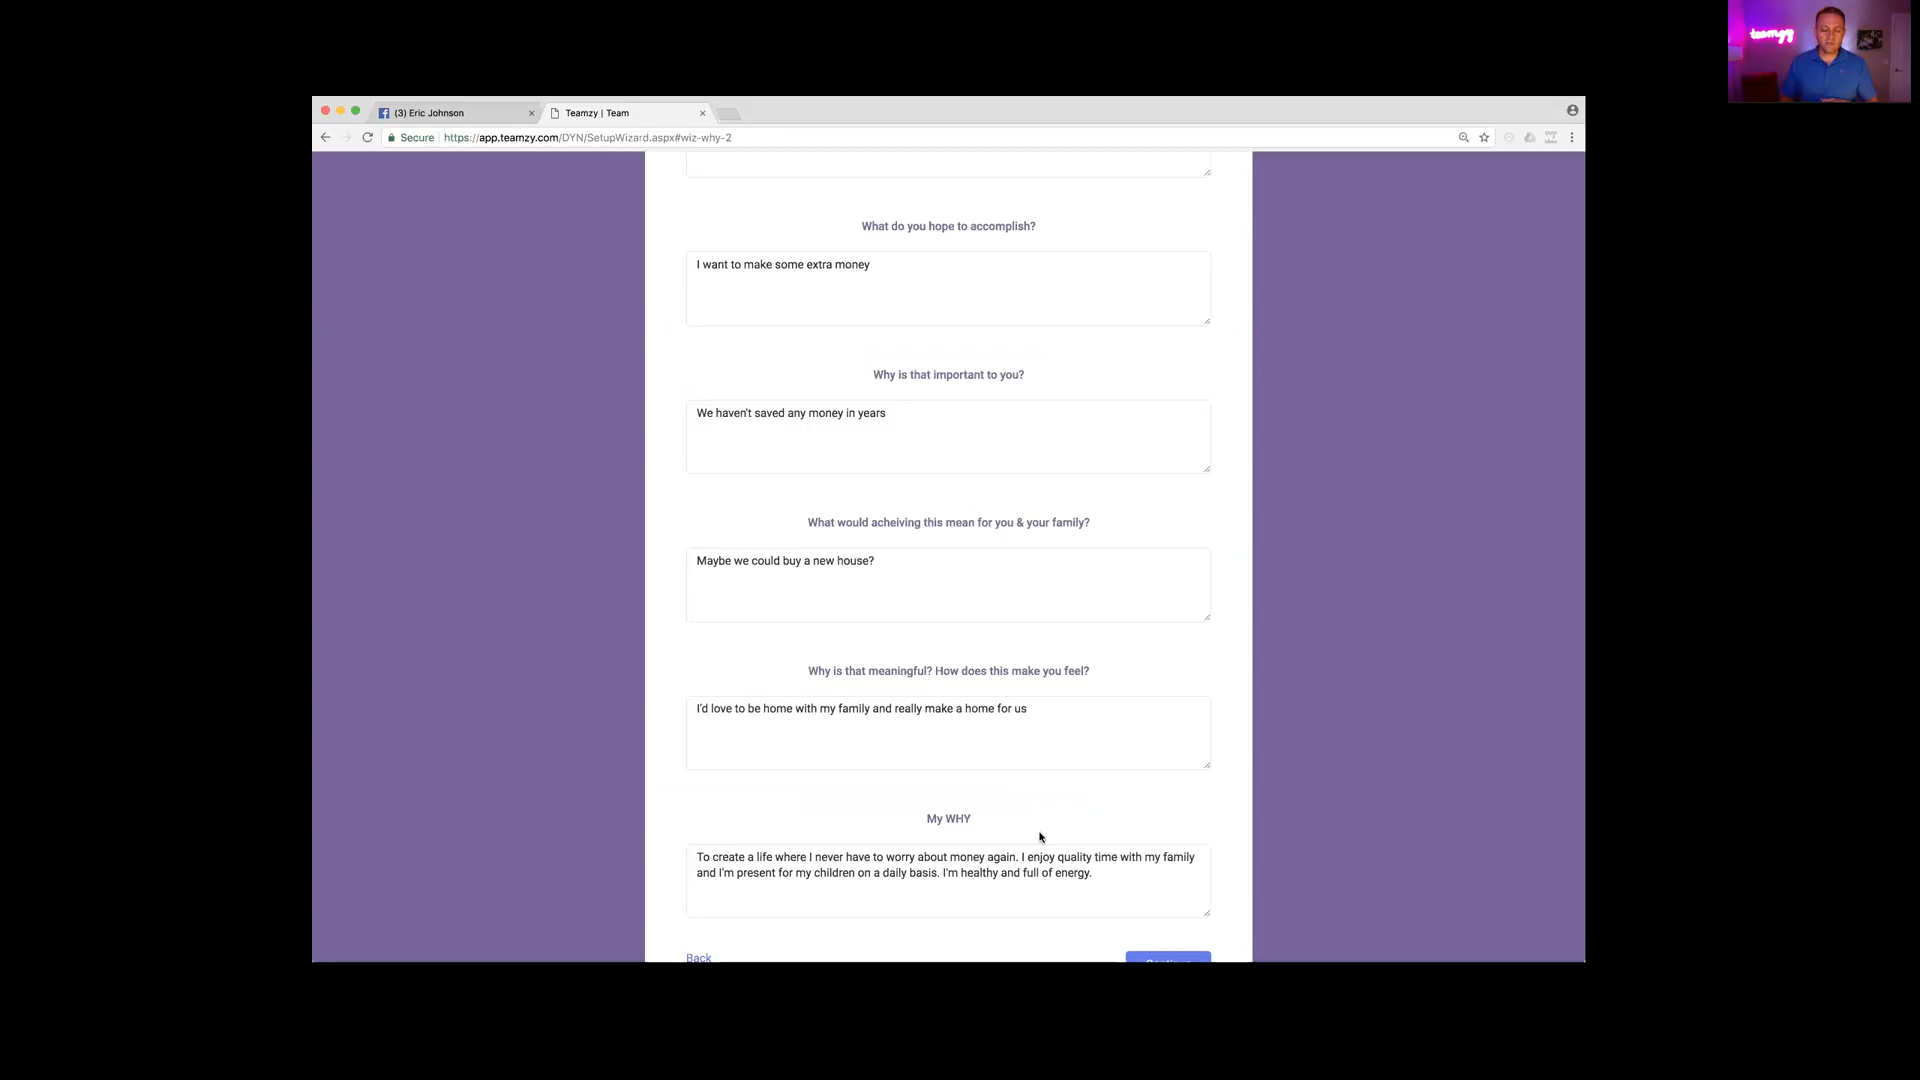 teamzy
(3) Eric Johnson
Teamzy | Team
Secure https://app.teamzy.com/DYN/SetupWizard.aspx#wiz-why-2
What do you hope to accomplish?
I want to make some extra money
Why is that important to you?
We haven't saved any money in years
What would acheiving this mean for you & your family?
Maybe we could buy a new house?
Why is that meaningful? How does this make you feel?
I'd love to be home with my family and really make a home for us
My WHY
To create a life where I never have to worry about money again. I enjoy quality time with my family
and I'm present for my children on a daily basis. I'm healthy and full of energy.
Back